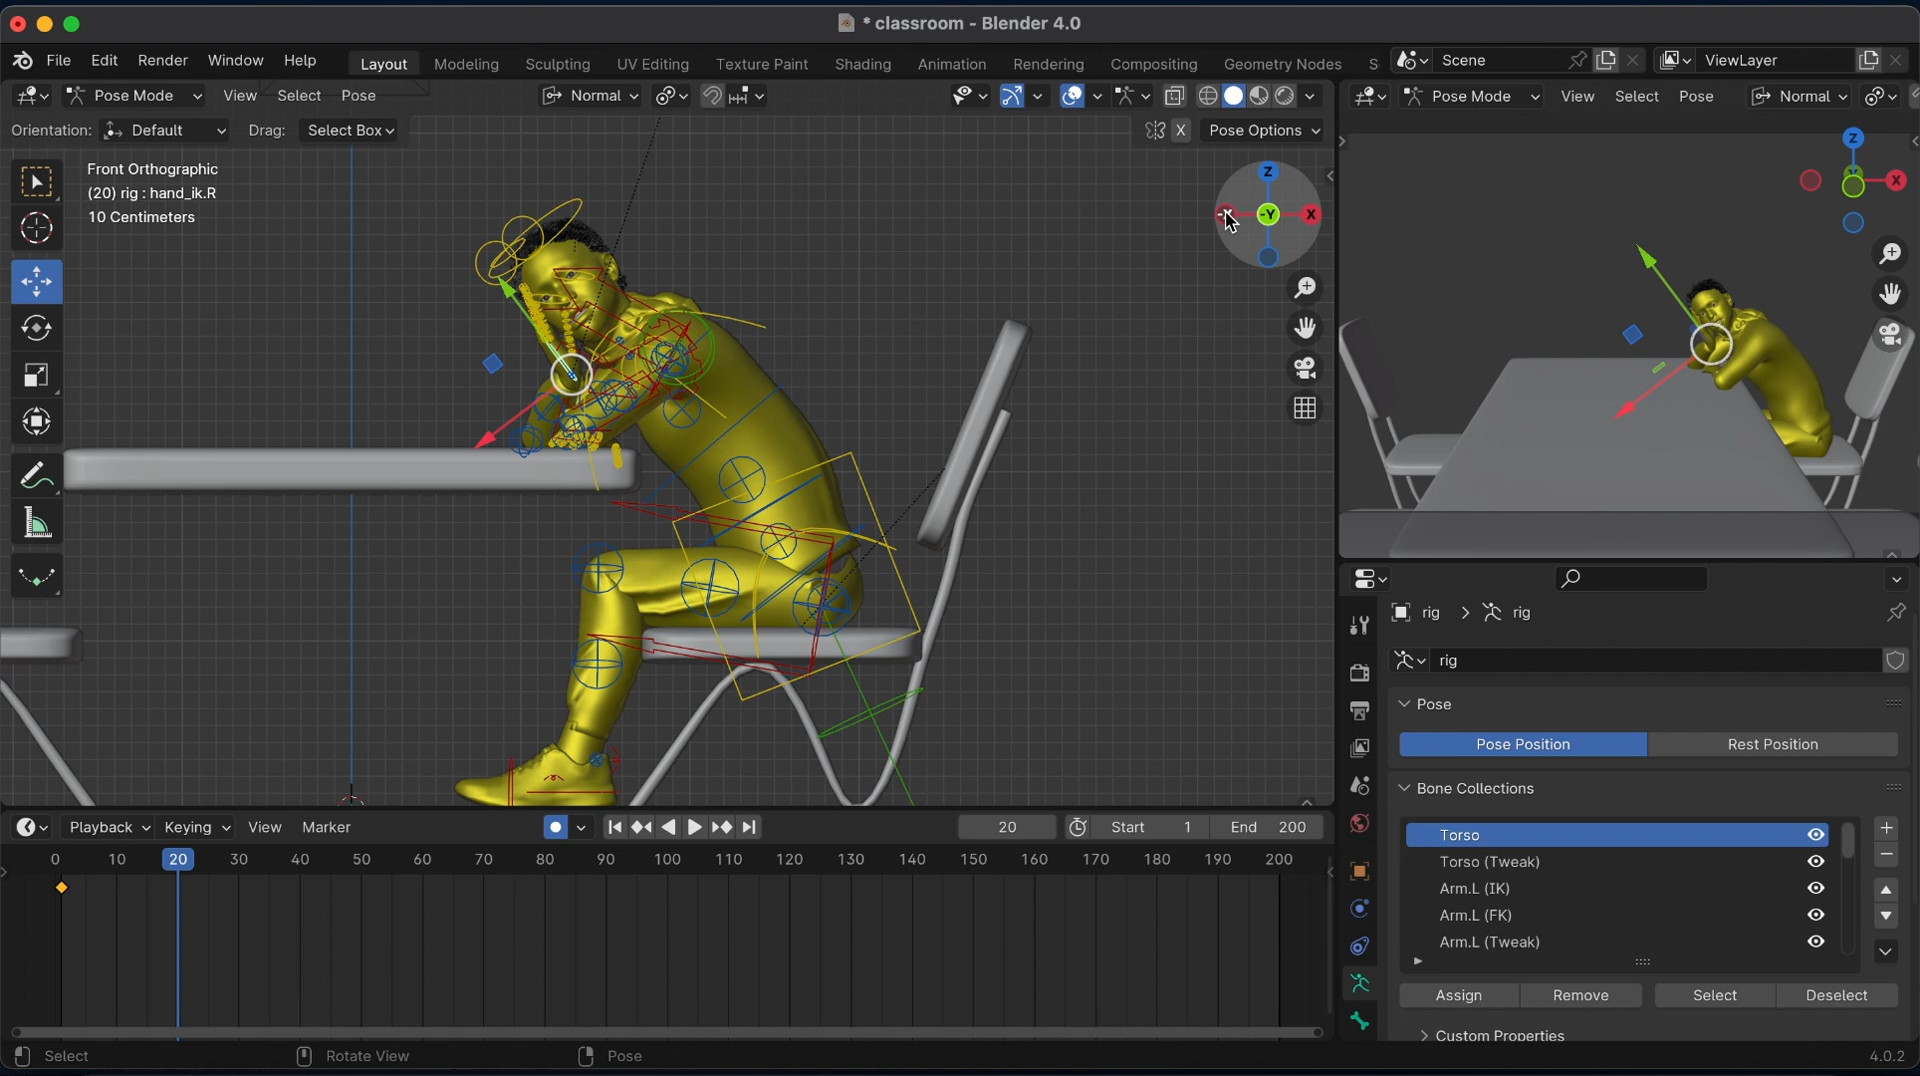 * classroom - Blender 4.0
File Edit Render Window Help Layout Modeling Sculpting UV Editing Texture Paint Shading Animation Rendering Compositing Geometry Nodes S Scene ViewLayer
Pose Mode View Select Pose Normal
Pose Mode View Select Pose Normal
Orientation: Default Drag: Select Box X Pose Options
Front Orthographic
(20) rig : hand_ik.R
10 Centimeters
Z
-X -Y X
Z
X
rig > rig
rig
Pose
Pose Position Rest Position
Bone Collections
Torso
Torso (Tweak)
Arm.L (IK)
Arm.L (FK)
Arm.L (Tweak)
Assign Remove Select Deselect
Custom Properties
Playback Keying View Marker 20 Start 1 End 200
0 10 20 30 40 50 60 70 80 90 100 110 120 130 140 150 160 170 180 190 200
Select Rotate View Pose 4.0.2